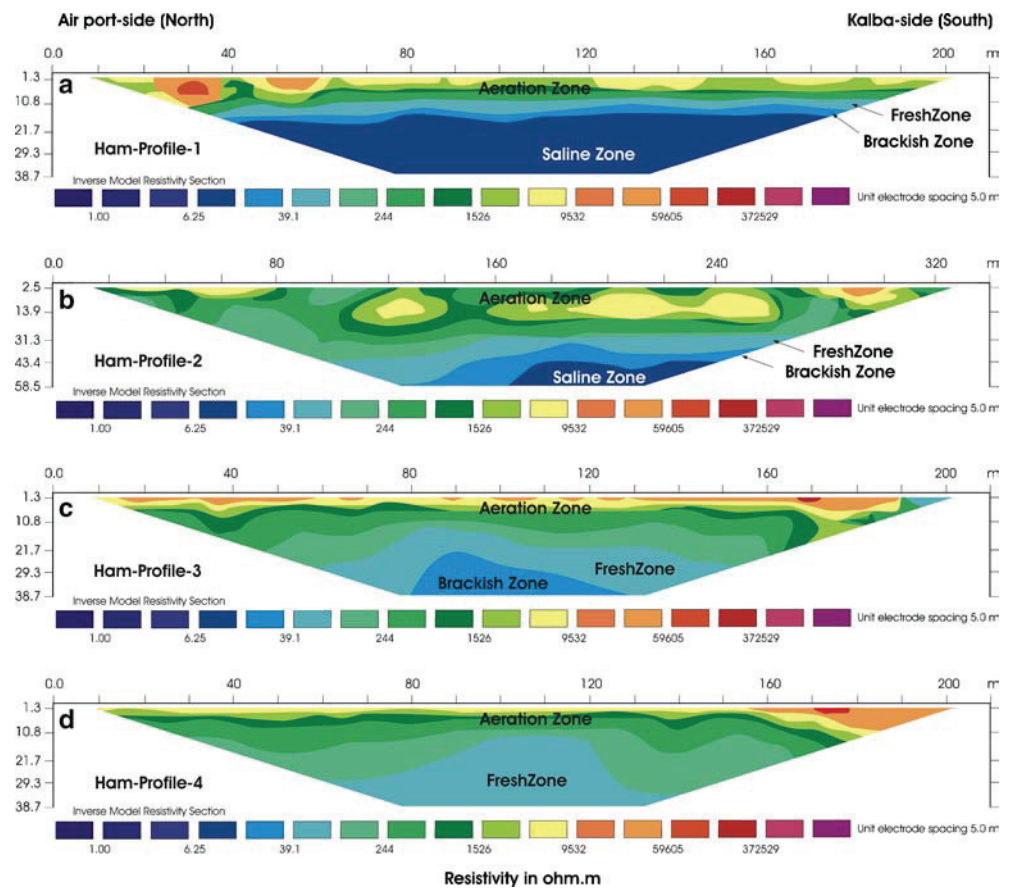 Air port-side (North) Kalba-side (South)
0.0 40 80 120 160 200 m
a
1.3
10.8
21.7
29.3
38.7
Aeration Zone
FreshZone
Brackish Zone
Ham-Profile-1
Saline Zone
Inverse Model Resistivity Section
Unit electrode spacing 5.0 m
1.00 6.25 39.1 244 1526 9532 59605 372529
0.0 80 160 240 320
b
2.5
13.9
31.3
43.4
58.5
Aeration Zone
FreshZone
Brackish Zone
Ham-Profile-2
Saline Zone
Inverse Model Resistivity Section
Unit electrode spacing 5.0 m
1.00 6.25 39.1 244 1526 9532 59605 372529
0.0 40 80 120 160 200 m
c
1.3
10.8
21.7
29.3
38.7
Aeration Zone
Ham-Profile-3
FreshZone
Brackish Zone
Inverse Model Resistivity Section
Unit electrode spacing 5.0 m
1.00 6.25 39.1 244 1526 9532 59605 372529
0.0 40 80 120 160 200 m
d
1.3
10.8
21.7
29.3
38.7
Aeration Zone
Ham-Profile-4
FreshZone
Inverse Model Resistivity Section
Unit electrode spacing 5.0 m
1.00 6.25 39.1 244 1526 9532 59605 372529
Resistivity in ohm.m